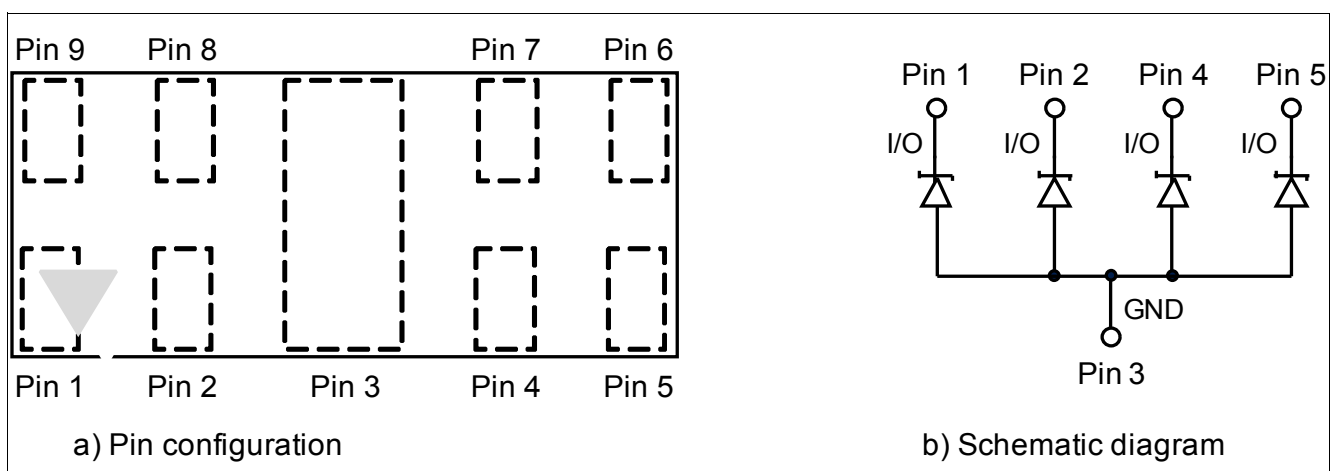 Pin 9 Pin 8 Pin 7 Pin 6
Pin 1 Pin 2 Pin 3 Pin 4 Pin 5
a) Pin configuration
Pin 1 Pin 2 Pin 4 Pin 5
I/O I/O I/O I/O
GND
Pin 3
b) Schematic diagram